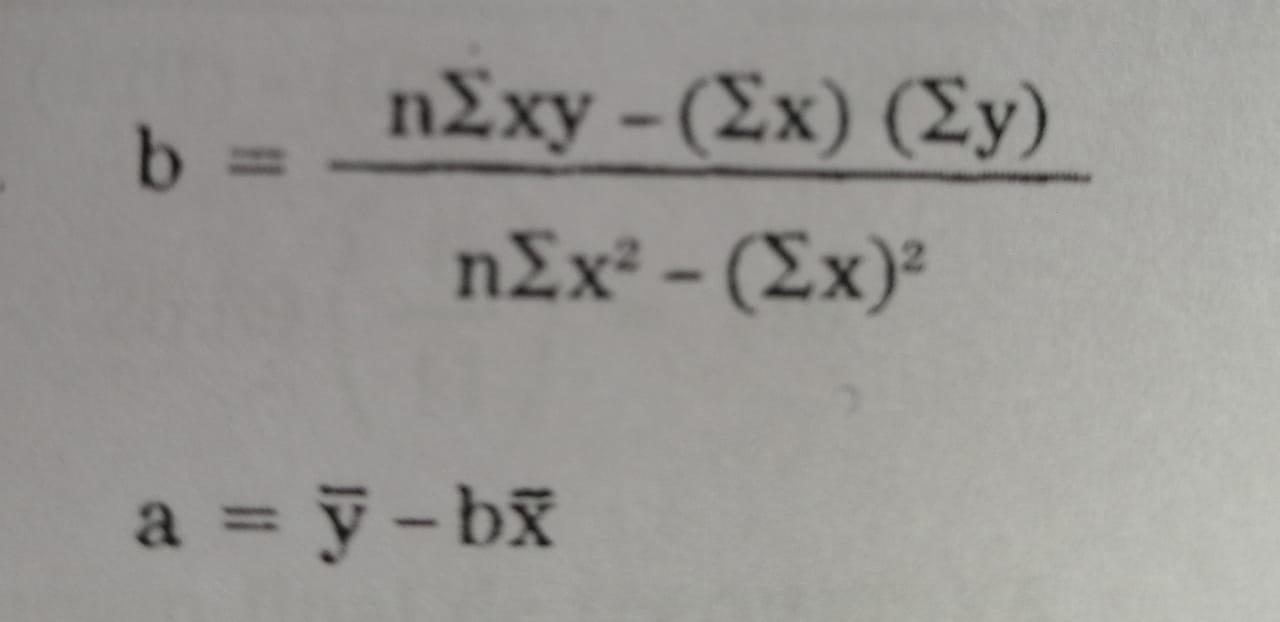 b = nΣxy – (Σx) (Σy)
nΣx² – (Σx)²
a = y̅ – bx̅